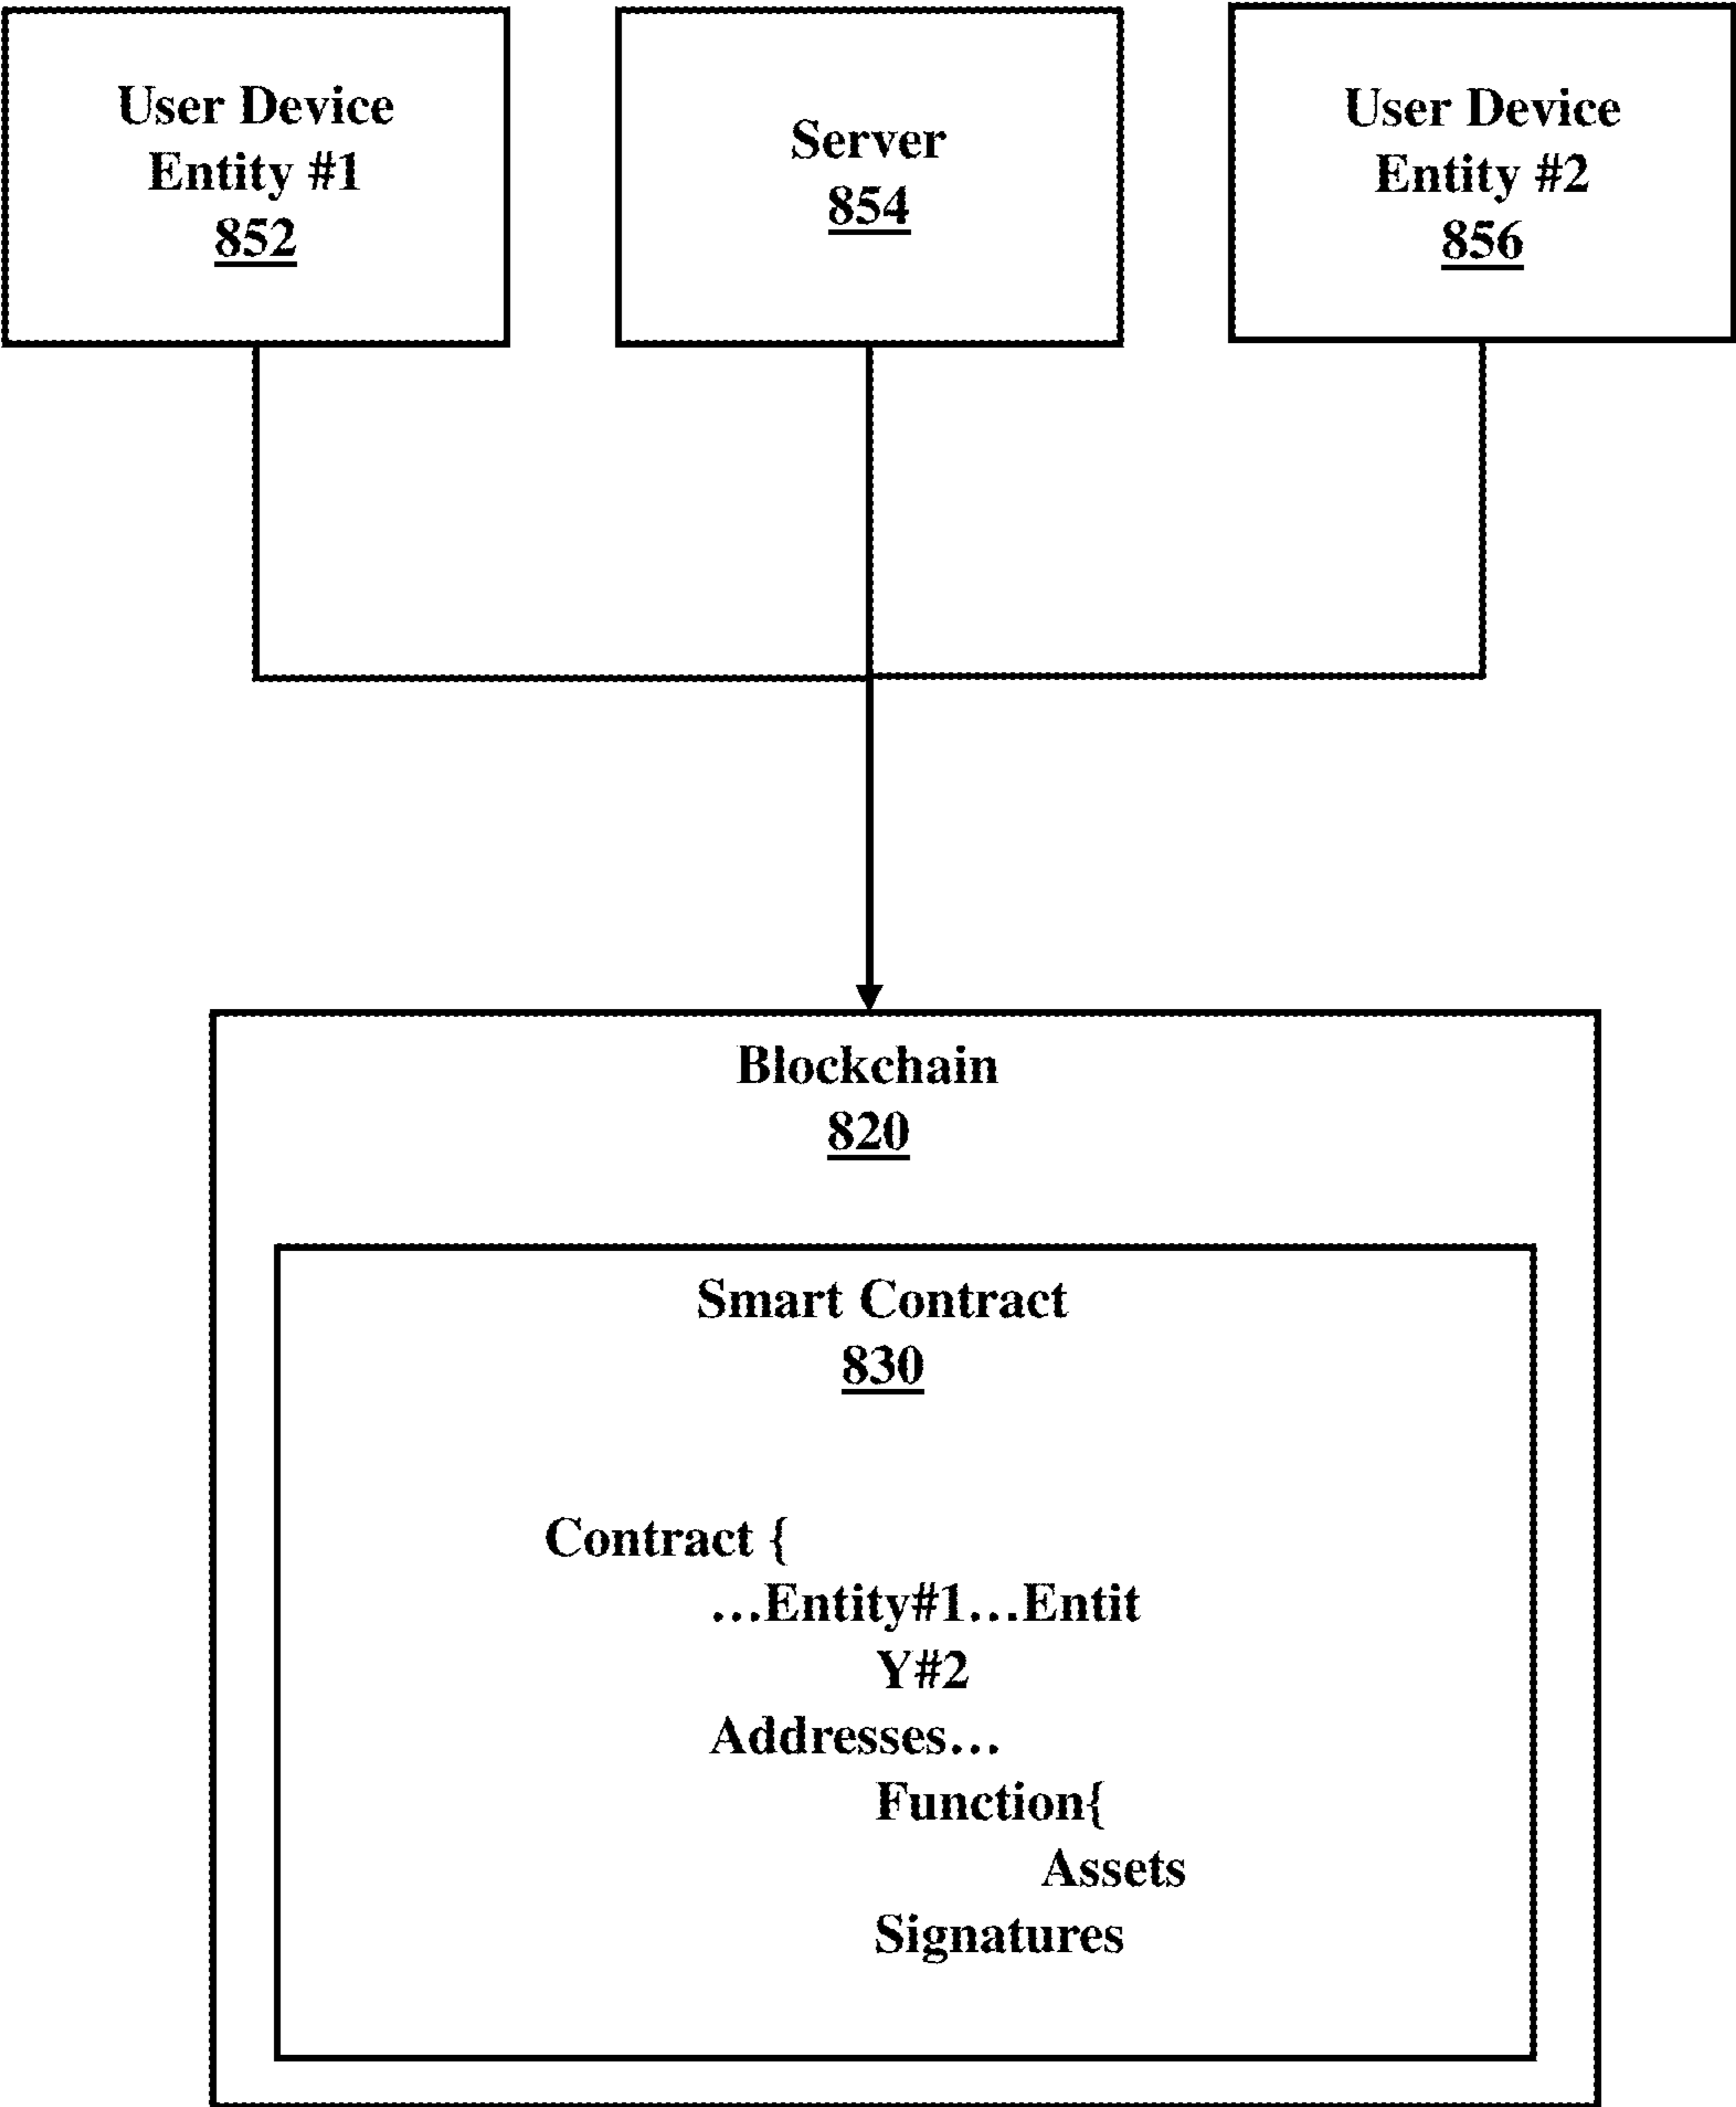 User Device
Entity #1
852
Server
854
User Device
Entity #2
856
Blockchain
820
Smart Contract
830
Contract {
…Entity#1…Entit
Y#2
Addresses…
Function{
Assets
Signatures